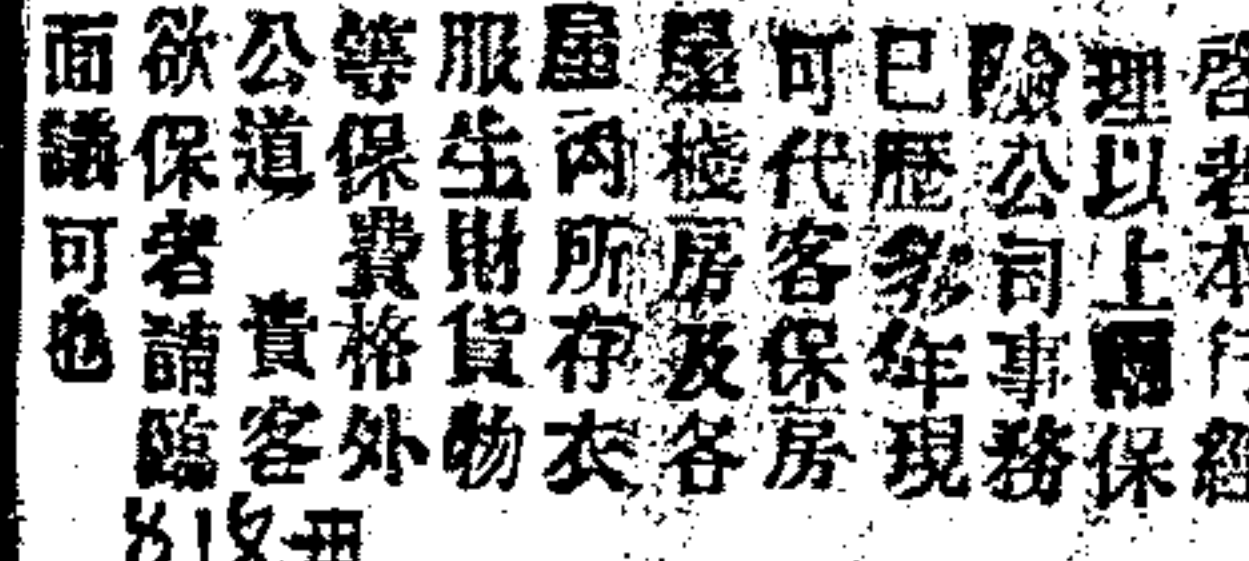 啓者本行經
理以上兩保
險公司事務
已歷多年現
可代客保房
屋棧房及各
屋內所存衣
服生財貨物
等保費格外
公道 貴客
欲保者請臨
面議可也